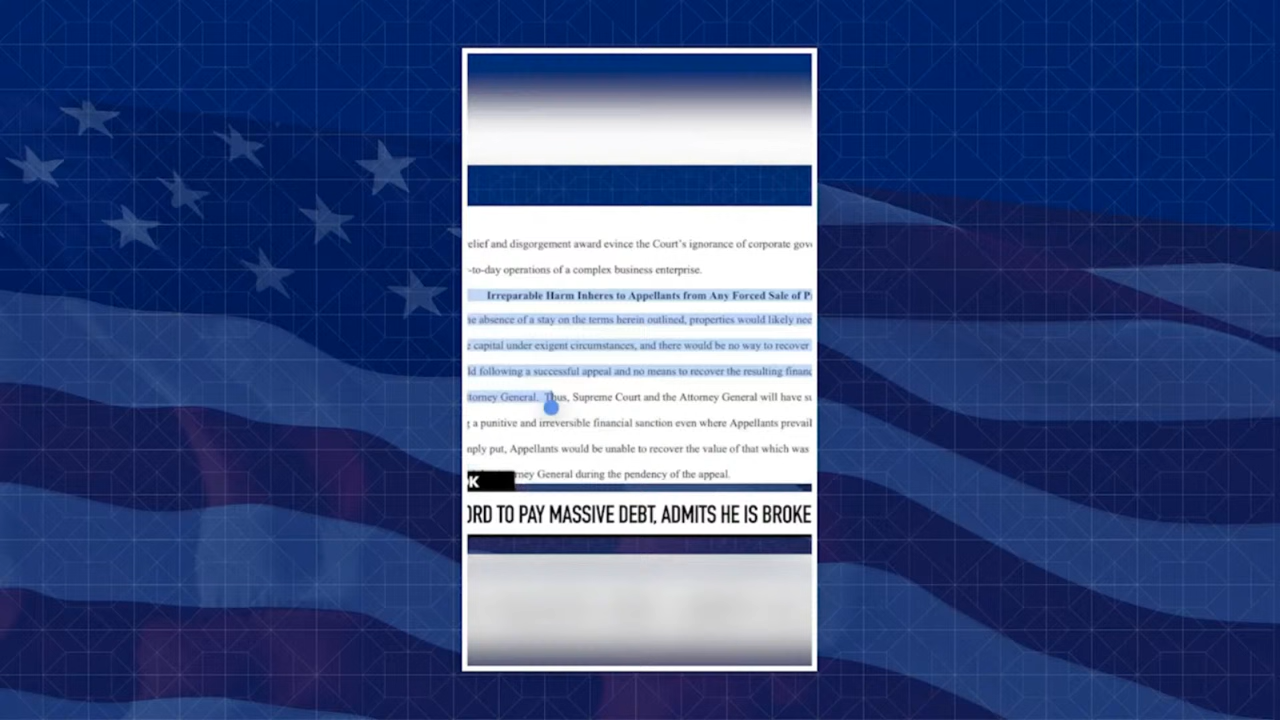 elief and disgorgement award evince the Court's ignorance of corporate gov
-to-day operations of a complex business enterprise.
Irreparable Harm Inheres to Appellants from Any Forced Sale of P
e absence of a stay on the terms herein outlined, properties would likely nee
capital under exigent circumstances, and there would be no way to recover
ld following a successful appeal and no means to recover the resulting financ
torney General. Thus, Supreme Court and the Attorney General will have su
g a punitive and irreversible financial sanction even where Appellants prevail
mply put, Appellants would be unable to recover the value of that which was
rney General during the pendency of the appeal.
OK
ORD TO PAY MASSIVE DEBT, ADMITS HE IS BROKE